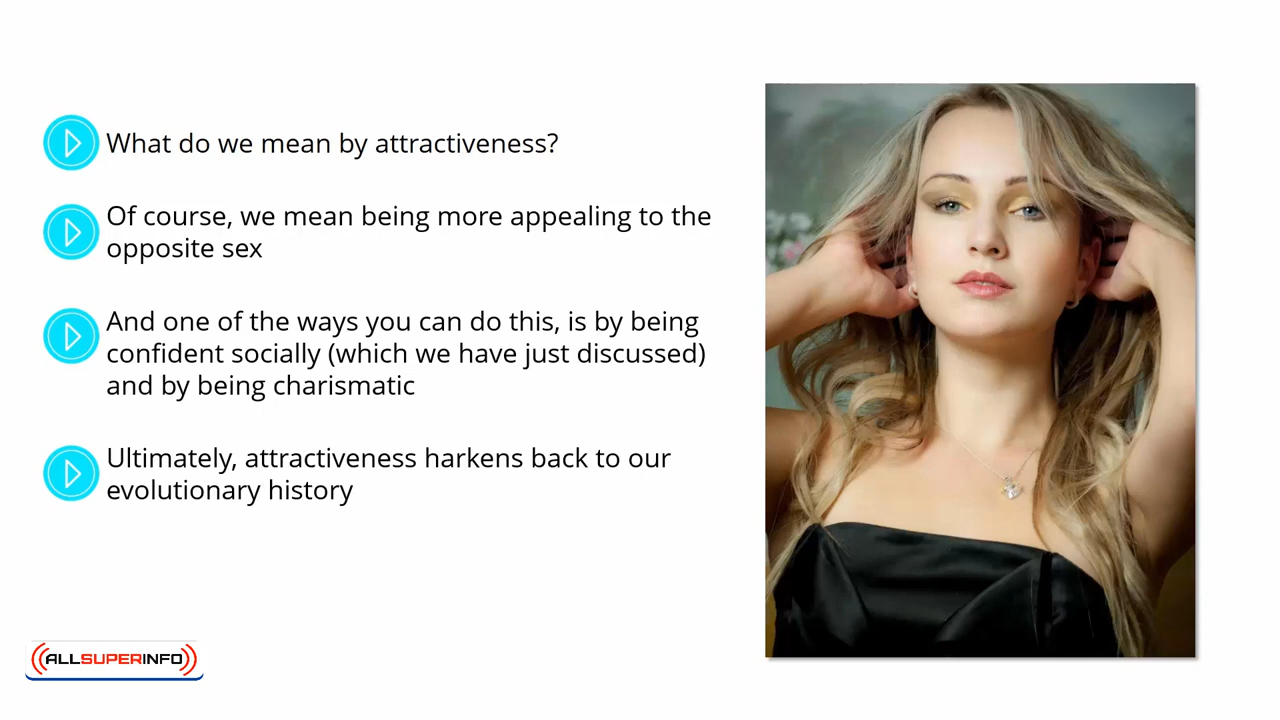 What do we mean by attractiveness?
Of course, we mean being more appealing to the
opposite sex
And one of the ways you can do this, is by being
confident socially (which we have just discussed)
and by being charismatic
Ultimately, attractiveness harkens back to our
evolutionary history
ALLSUPERINFO